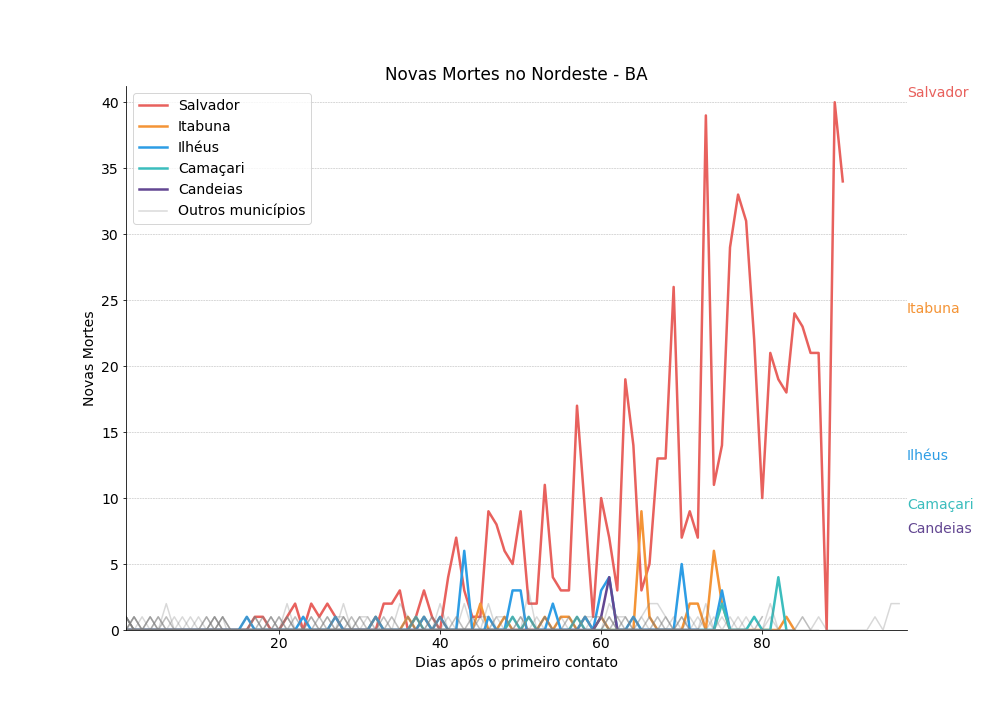 Novas Mortes no Nordeste - BA
Salvador
Itabuna
Ilhéus
Camaçari
Candeias
Outros municípios
40
35
30
25
20
15
10
5
0
Novas Mortes
20
40
60
80
Dias após o primeiro contato
Salvador
Itabuna
Ilhéus
Camaçari
Candeias